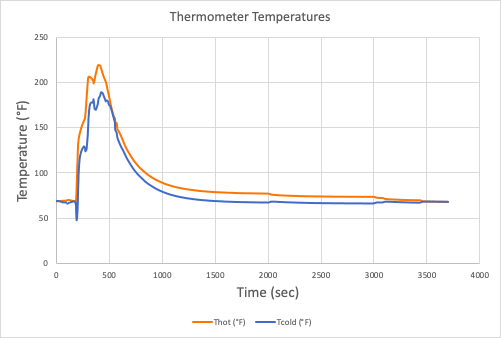 Thermometer Temperatures
Temperature (°F)
250
200
150
100
50
0
0 500 1000 1500 2000 2500 3000 3500 4000
Time (sec)
Thot (°F) Tcold (°F)